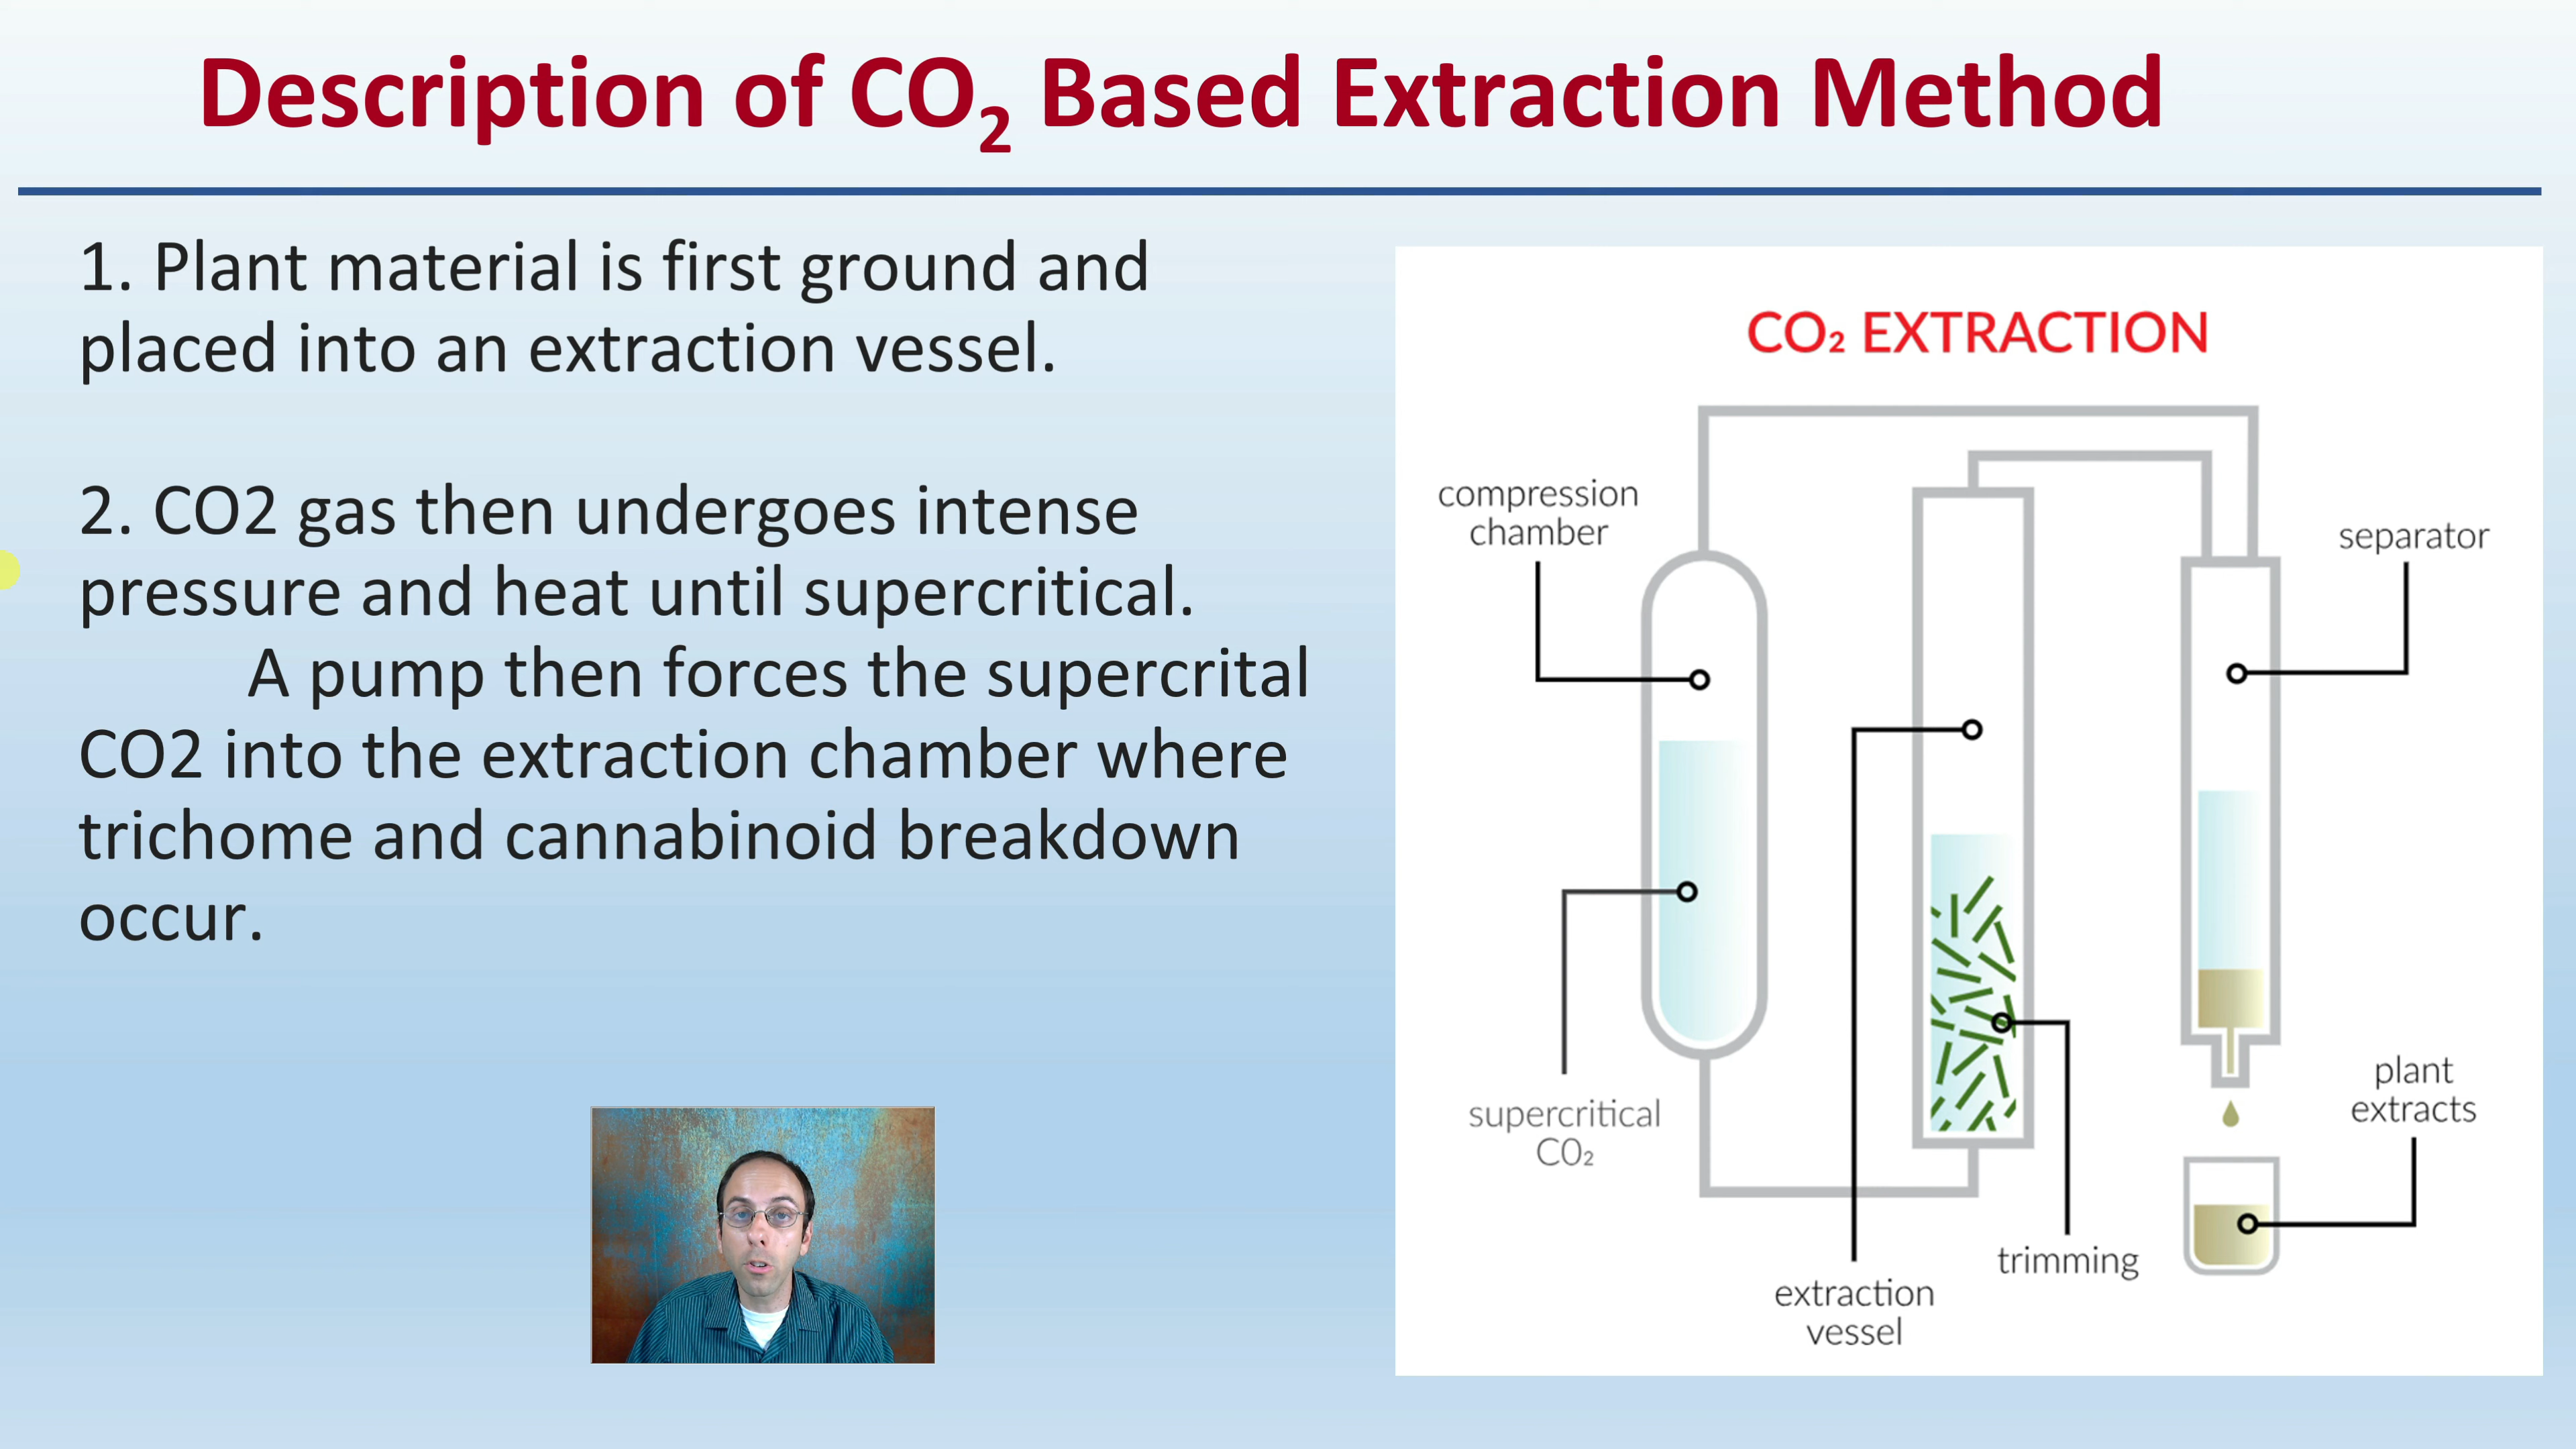 Description of CO₂ Based Extraction Method
1. Plant material is first ground and
placed into an extraction vessel.
2. CO2 gas then undergoes intense
pressure and heat until supercritical.
A pump then forces the supercrital
CO2 into the extraction chamber where
trichome and cannabinoid breakdown
occur.
CO₂ EXTRACTION
compression
chamber
separator
supercritical
C0₂
plant
extracts
trimming
extraction
vessel